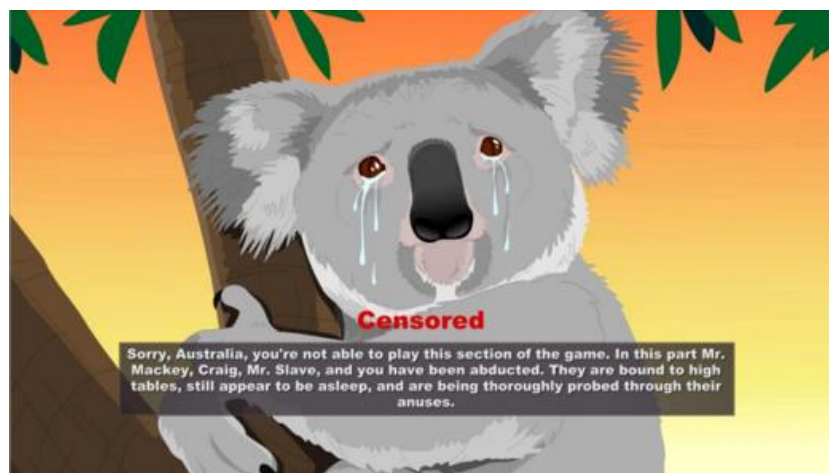 Censored
Sorry, Australia, you're not able to play this section of the game. In this part Mr.
Mackey, Craig, Mr. Slave, and you have been abducted. They are bound to high
tables, still appear to be asleep, and are being thoroughly probed through their
anuses.